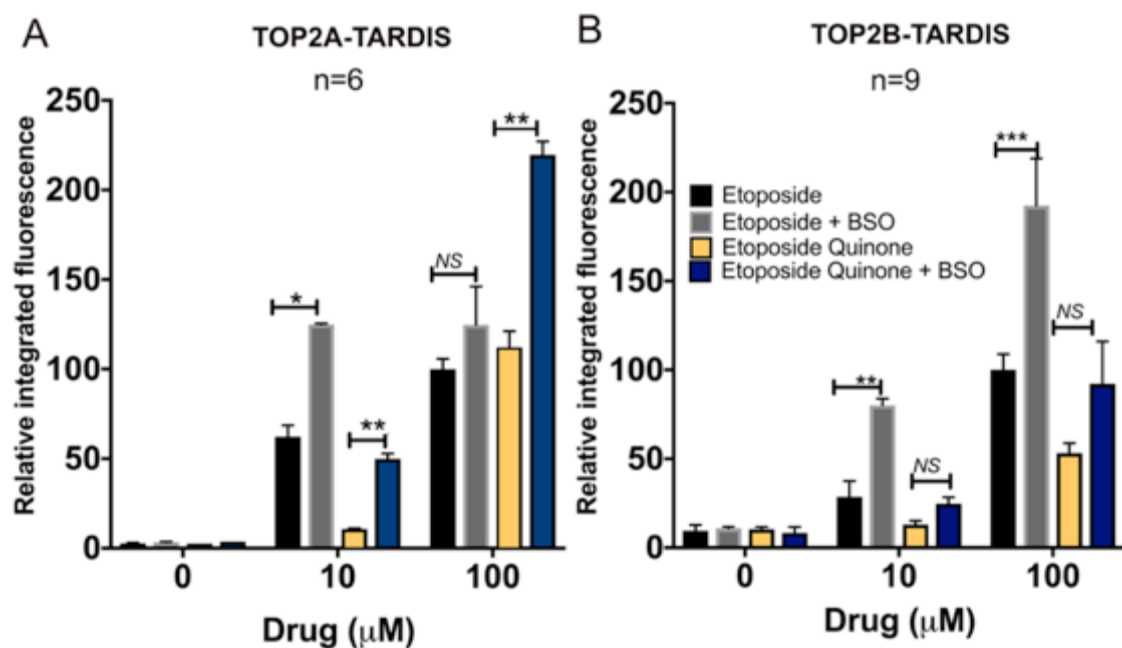 A
TOP2A-TARDIS
n=6
Relative integrated fluorescence
250
200
150
100
50
0
*
**
NS
**
0 10 100
Drug (μM)
B
TOP2B-TARDIS
n=9
Relative integrated fluorescence
250
200
150
100
50
0
Etoposide
Etoposide + BSO
Etoposide Quinone
Etoposide Quinone + BSO
**
NS
***
NS
0 10 100
Drug (μM)